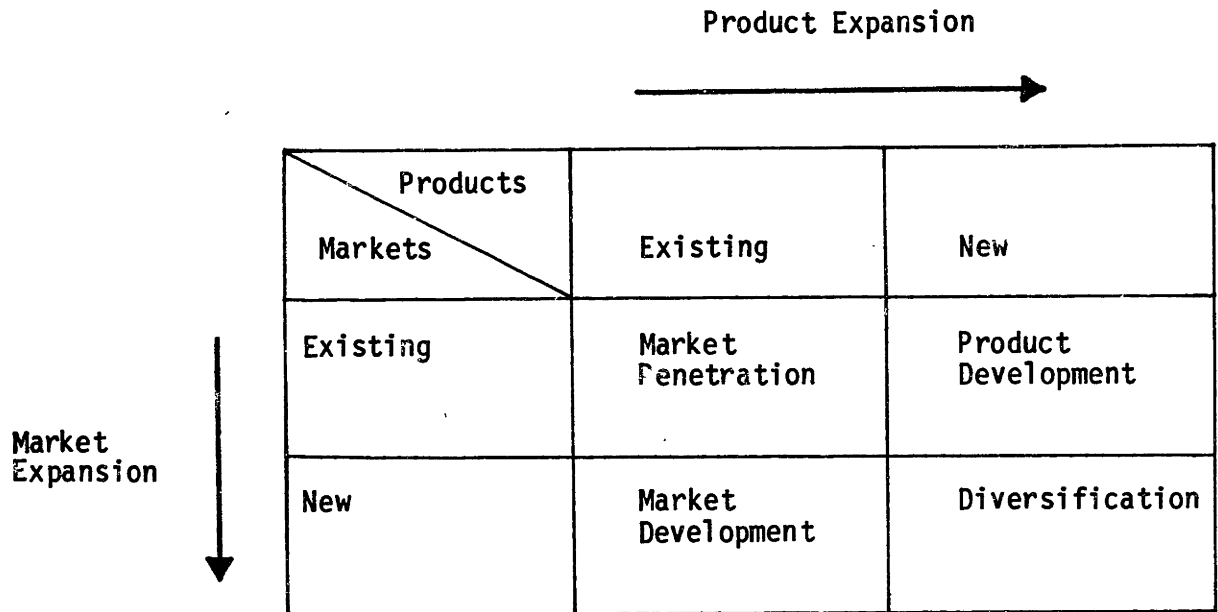 Product Expansion
Products
Markets
Existing
New
Existing
Market
Penetration
Product
Development
Market
Expansion
New
Market
Development
Diversification